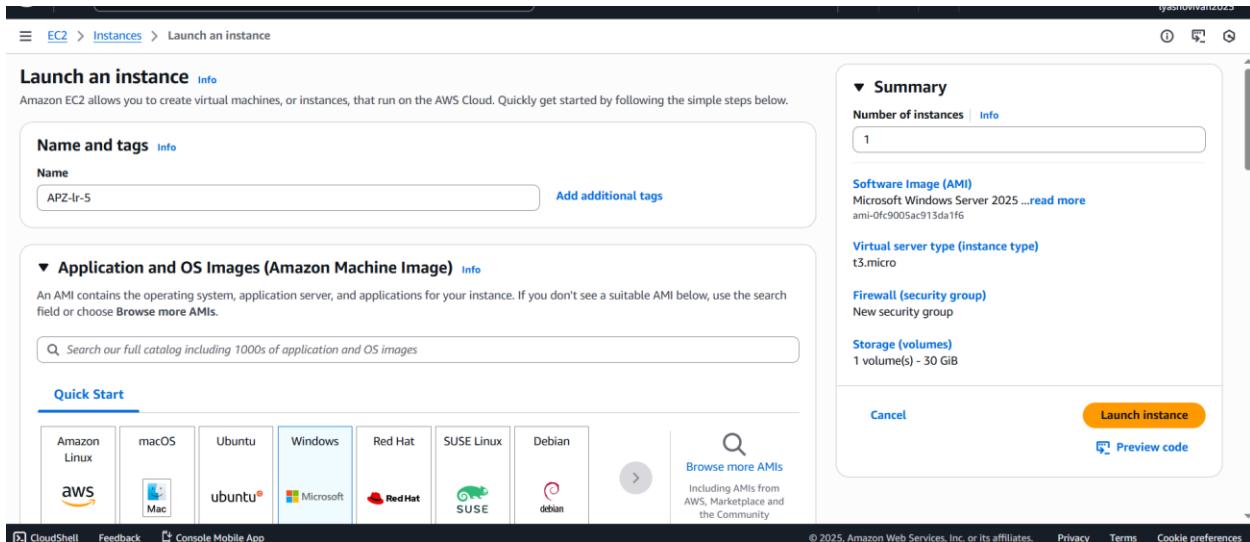 lyashovivan2025
EC2 > Instances > Launch an instance
Launch an instance Info
Amazon EC2 allows you to create virtual machines, or instances, that run on the AWS Cloud. Quickly get started by following the simple steps below.
Name and tags Info
Name
APZ-lr-5
Add additional tags
Application and OS Images (Amazon Machine Image) Info
An AMI contains the operating system, application server, and applications for your instance. If you don't see a suitable AMI below, use the search
field or choose Browse more AMIs.
Search our full catalog including 1000s of application and OS images
Quick Start
Amazon Linux
aws
macOS
Mac
Ubuntu
ubuntu®
Windows
Microsoft
Red Hat
Red Hat
SUSE Linux
SUSE
Debian
debian
Browse more AMIs
Including AMIs from
AWS, Marketplace and
the Community
Summary
Number of instances Info
1
Software Image (AMI)
Microsoft Windows Server 2025 ...read more
ami-0fc9005ac913da1f6
Virtual server type (instance type)
t3.micro
Firewall (security group)
New security group
Storage (volumes)
1 volume(s) - 30 GiB
Cancel
Launch instance
Preview code
CloudShell Feedback Console Mobile App © 2025, Amazon Web Services, Inc. or its affiliates. Privacy Terms Cookie preferences